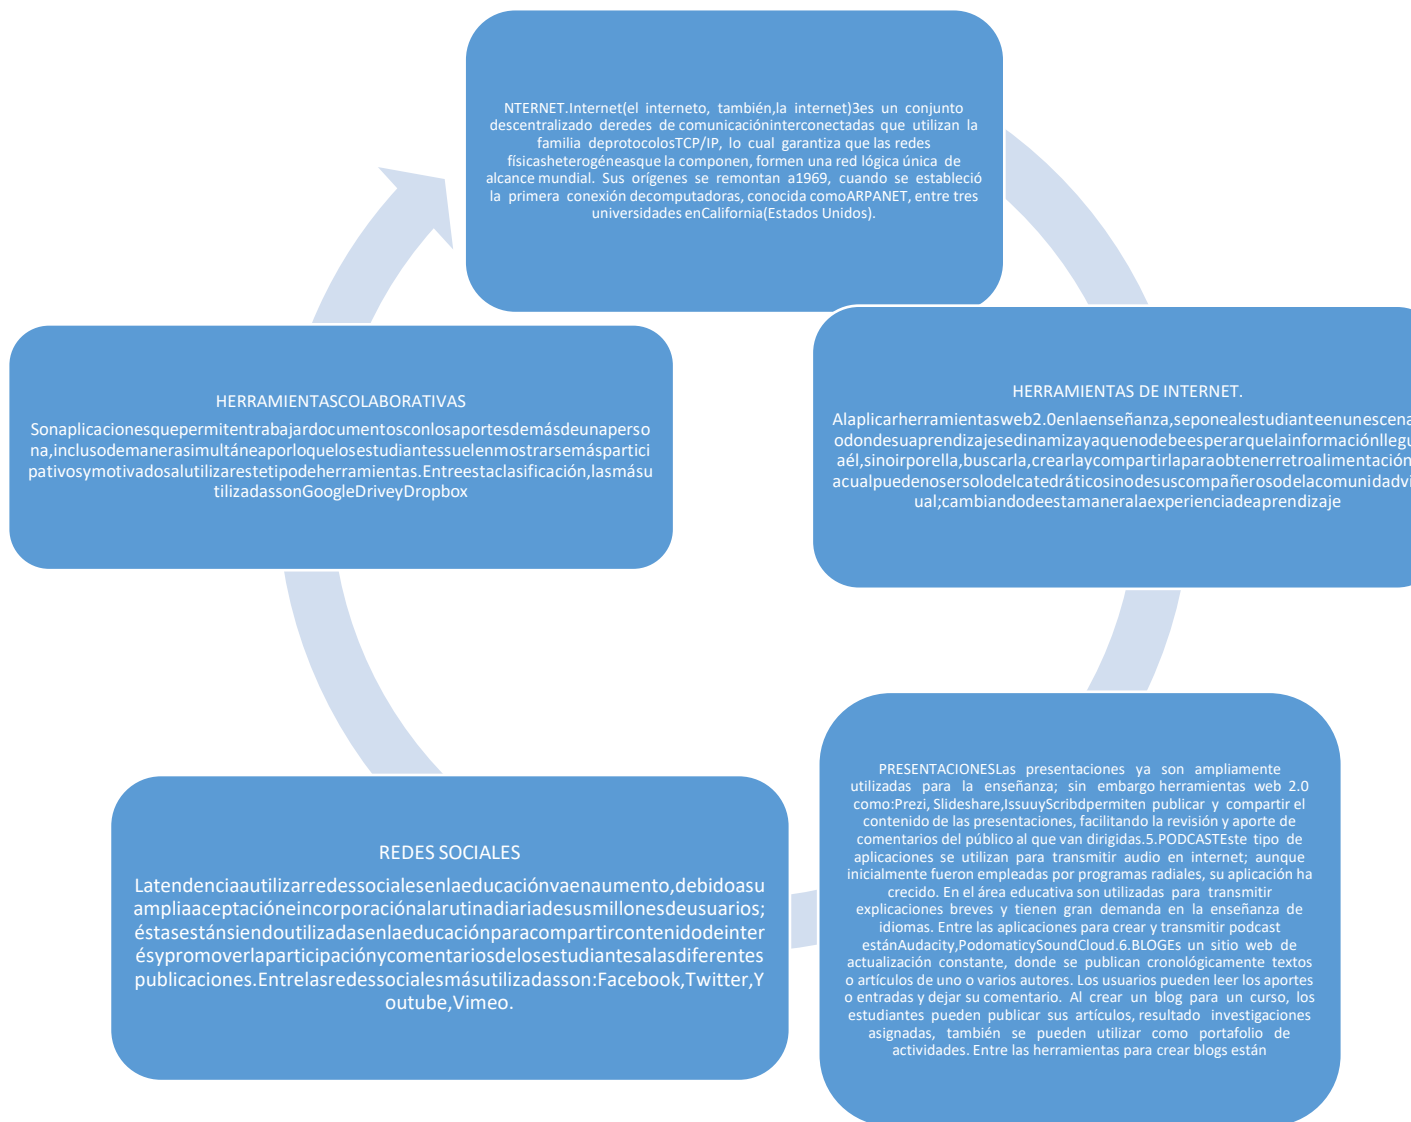 NTERNET.Internet(el interneto, también,la internet)3es un conjunto
descentralizado deredes de comunicacióninterconectadas que utilizan la
familia deprotocolosTCP/IP, lo cual garantiza que las redes
físicasheterogéneasque la componen, formen una red lógica única de
alcance mundial. Sus orígenes se remontan a1969, cuando se estableció
la primera conexión decomputadoras, conocida comoARPANET, entre tres
universidades enCalifornia(Estados Unidos).
HERRAMIENTAS DE INTERNET.
Alaplicarherramientasweb2.0enlaenseñanza,seponealestudianteenunescena
odondesuaprendizajesedinamizayaquenodebeesperarquelainformaciónllegu
aél,sinoirporella,buscarla,crearlaycompartirlaparaobtenerretroalimentación
acualpuedenosersolodelcatedráticosinodesuscompañerosodelacomunidadvi
ual;cambiandodeestamaneralaexperienciadeaprendizaje
PRESENTACIONESLas presentaciones ya son ampliamente
utilizadas para la enseñanza; sin embargo herramientas web 2.0
como:Prezi, Slideshare,IssuuyScribdpermiten publicar y compartir el
contenido de las presentaciones, facilitando la revisión y aporte de
comentarios del público al que van dirigidas.5.PODCASTEste tipo de
aplicaciones se utilizan para transmitir audio en internet; aunque
inicialmente fueron empleadas por programas radiales, su aplicación ha
crecido. En el área educativa son utilizadas para transmitir
explicaciones breves y tienen gran demanda en la enseñanza de
idiomas. Entre las aplicaciones para crear y transmitir podcast
estánAudacity,PodomaticySoundCloud.6.BLOGEs un sitio web de
actualización constante, donde se publican cronológicamente textos
o artículos de uno o varios autores. Los usuarios pueden leer los aportes
o entradas y dejar su comentario. Al crear un blog para un curso, los
estudiantes pueden publicar sus artículos, resultado investigaciones
asignadas, también se pueden utilizar como portafolio de
actividades. Entre las herramientas para crear blogs están
REDES SOCIALES
Latendenciaautilizarredessocialesenlaeducaciónvaenaumento,debidoasu
ampliaaceptacióneincorporaciónalarutinadiariadesusmillonesdeusuarios;
éstasestánsiendoutilizadasenlaeducaciónparacompartircontenidodeinter
ésypromoverlaparticipaciónycomentariosdelosestudiantesalasdiferentes
publicaciones.Entrelasredessocialesmásutilizadasson:Facebook,Twitter,Y
outube,Vimeo.
HERRAMIENTASCOLABORATIVAS
Sonaplicacionesquepermitentrabajardocumentosconlosaportesdemásdeunaperso
na,inclusodemanerasimultáneaporloquelosestudiantessuelenmostrarsemásparticí
pativosymotivadosalutilizarestetipodeherramientas.Entreestaclasificación,lasmásu
tilizadassonGoogleDriveyDropbox